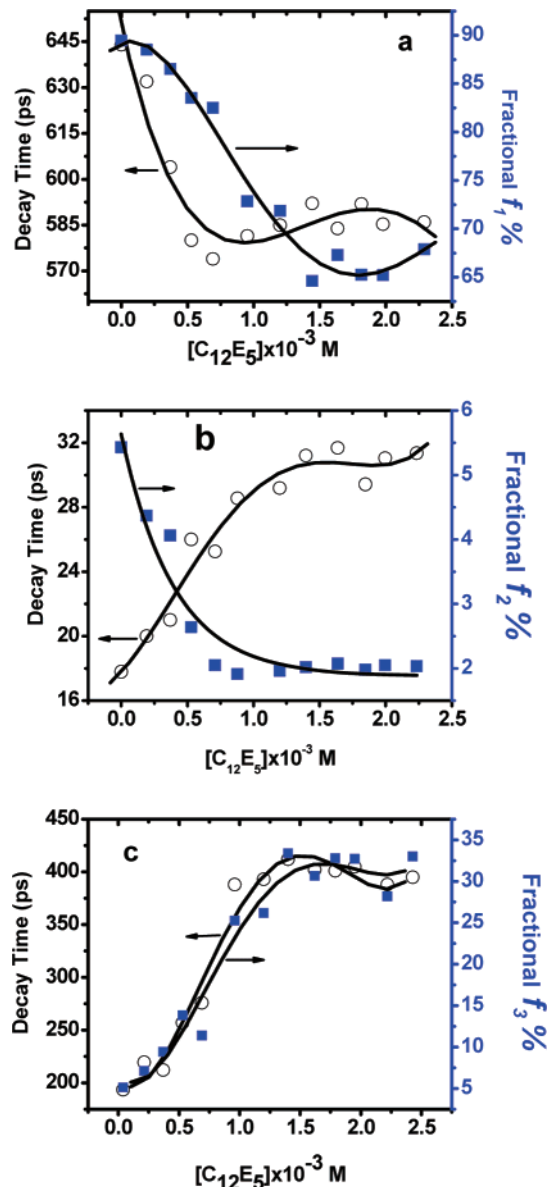 a
645
630
615
600
585
570
Decay Time (ps)
90
85
80
75
70
65
Fractional f₁ %
0.0 0.5 1.0 1.5 2.0 2.5
[C₁₂E₅]x10⁻³ M
b
32
28
24
20
16
Decay Time (ps)
6
5
4
3
2
Fractional f₂ %
0.0 0.5 1.0 1.5 2.0 2.5
[C₁₂E₅]x10⁻³ M
c
450
400
350
300
250
200
Decay Time (ps)
35
30
25
20
15
10
5
Fractional f₃ %
0.0 0.5 1.0 1.5 2.0 2.5
[C₁₂E₅]x10⁻³ M